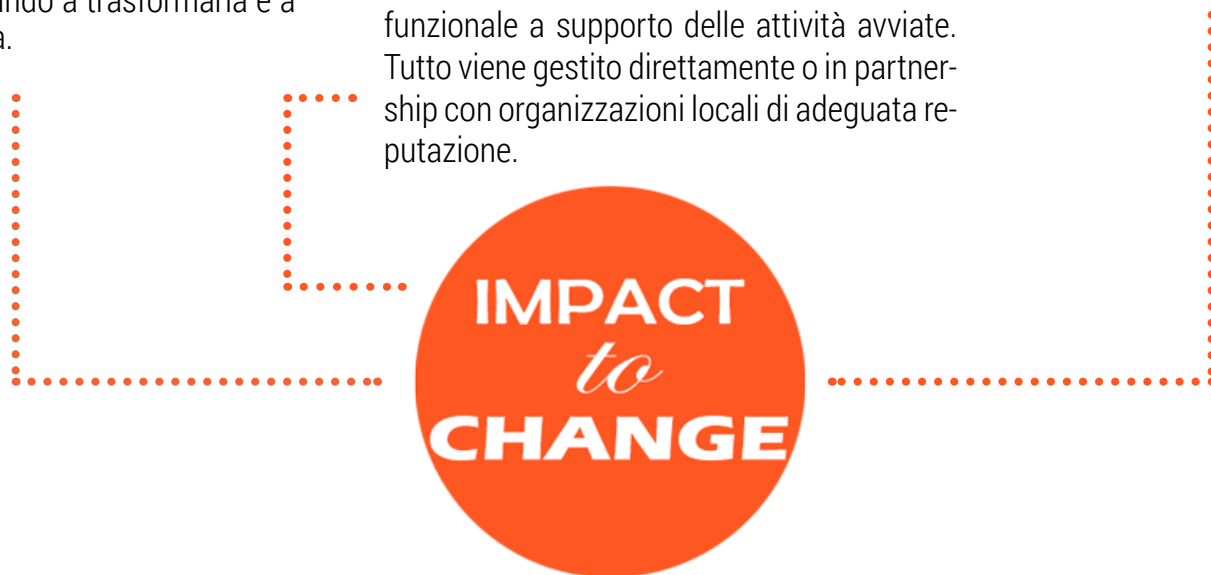 a trasformarla e a
funzionale a supporto delle attività avviate.
Tutto viene gestito direttamente o in partner-
ship con organizzazioni locali di adeguata re-
putazione.
IMPACT
to
CHANGE